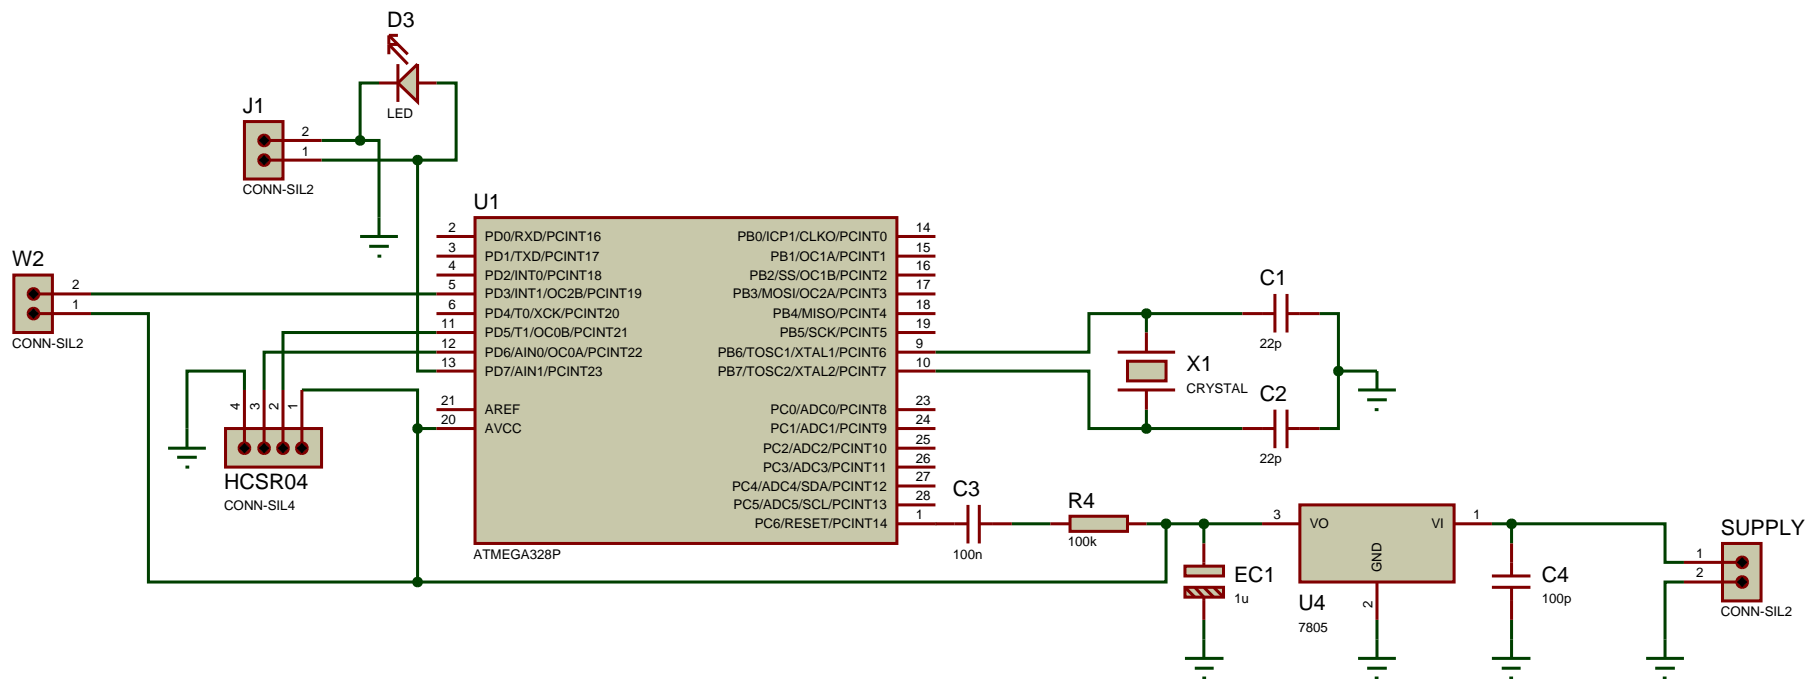 D3
LED
J1
2
1
CONN-SIL2
W2
2
1
CONN-SIL2
U1
2 PD0/RXD/PCINT16
3 PD1/TXD/PCINT17
4 PD2/INT0/PCINT18
5 PD3/INT1/OC2B/PCINT19
6 PD4/T0/XCK/PCINT20
11 PD5/T1/OC0B/PCINT21
12 PD6/AIN0/OC0A/PCINT22
13 PD7/AIN1/PCINT23
21 AREF
20 AVCC
PB0/ICP1/CLKO/PCINT0 14
PB1/OC1A/PCINT1 15
PB2/SS/OC1B/PCINT2 16
PB3/MOSI/OC2A/PCINT3 17
PB4/MISO/PCINT4 18
PB5/SCK/PCINT5 19
PB6/TOSC1/XTAL1/PCINT6 9
PB7/TOSC2/XTAL2/PCINT7 10
PC0/ADC0/PCINT8 23
PC1/ADC1/PCINT9 24
PC2/ADC2/PCINT10 25
PC3/ADC3/PCINT11 26
PC4/ADC4/SDA/PCINT12 27
PC5/ADC5/SCL/PCINT13 28
PC6/RESET/PCINT14 1
ATMEGA328P
4 3 2 1
HCSR04
CONN-SIL4
C1
22p
X1
CRYSTAL
C2
22p
C3
100n
R4
100k
EC1
1u
3 VO VI 1
GND
2
U4
7805
C4
100p
SUPPLY
1
2
CONN-SIL2